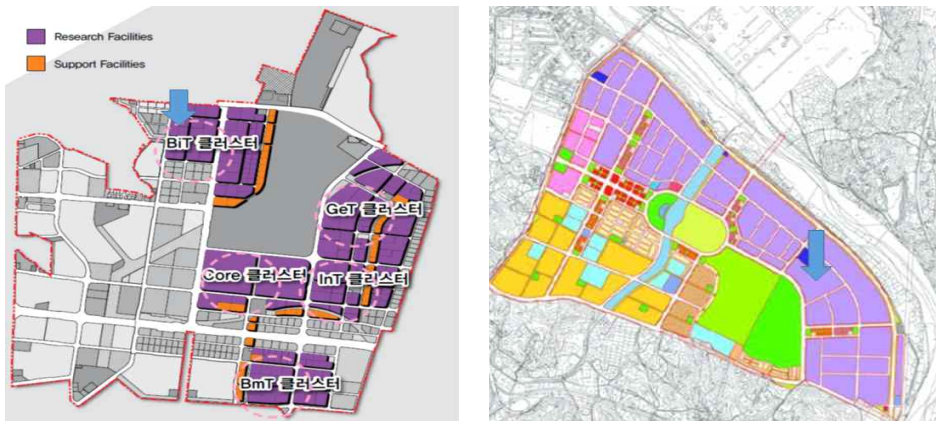 Research Facilities
Support Facilities
BiT 클러스터
GeT 클러스터
Core 클러스터
InT 클러스터
BmT 클러스터